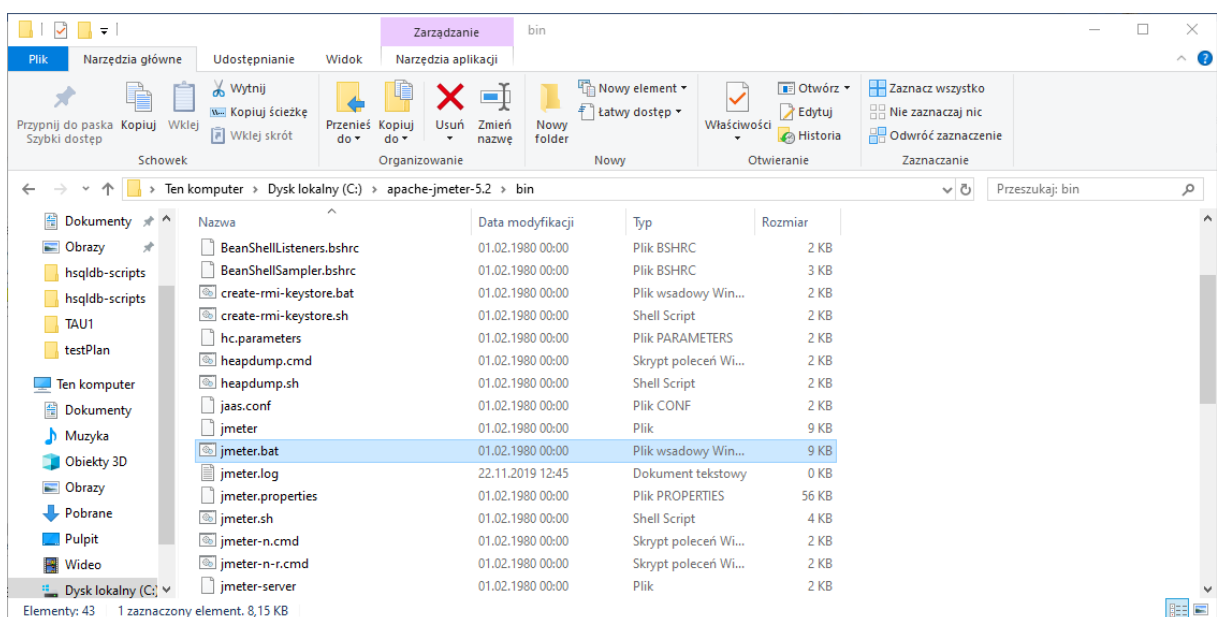 Zarządzanie bin
Plik Narzędzia główne Udostępnianie Widok Narzędzia aplikacji
Przypnij do paska Szybki dostęp
Kopiuj
Wklej
Wytnij
Kopiuj ścieżkę
Wklej skrót
Schowek
Przenieś do
Kopiuj do
Usuń
Zmień nazwę
Organizowanie
Nowy folder
Nowy element
Łatwy dostęp
Nowy
Właściwości
Otwórz
Edytuj
Historia
Otwieranie
Zaznacz wszystko
Nie zaznaczaj nic
Odwróć zaznaczenie
Zaznaczanie
Ten komputer > Dysk lokalny (C:) > apache-jmeter-5.2 > bin
Przeszukaj: bin
Dokumenty
Obrazy
hsqldb-scripts
hsqldb-scripts
TAU1
testPlan
Ten komputer
Dokumenty
Muzyka
Obiekty 3D
Obrazy
Pobrane
Pulpit
Wideo
Dysk lokalny (C:)
Nazwa Data modyfikacji Typ Rozmiar
BeanShellListeners.bshrc 01.02.1980 00:00 Plik BSHRC 2 KB
BeanShellSampler.bshrc 01.02.1980 00:00 Plik BSHRC 3 KB
create-rmi-keystore.bat 01.02.1980 00:00 Plik wsadowy Win... 2 KB
create-rmi-keystore.sh 01.02.1980 00:00 Shell Script 2 KB
hc.parameters 01.02.1980 00:00 Plik PARAMETERS 2 KB
heapdump.cmd 01.02.1980 00:00 Skrypt poleceń Wi... 2 KB
heapdump.sh 01.02.1980 00:00 Shell Script 2 KB
jaas.conf 01.02.1980 00:00 Plik CONF 2 KB
jmeter 01.02.1980 00:00 Plik 9 KB
jmeter.bat 01.02.1980 00:00 Plik wsadowy Win... 9 KB
jmeter.log 22.11.2019 12:45 Dokument tekstowy 0 KB
jmeter.properties 01.02.1980 00:00 Plik PROPERTIES 56 KB
jmeter.sh 01.02.1980 00:00 Shell Script 4 KB
jmeter-n.cmd 01.02.1980 00:00 Skrypt poleceń Wi... 2 KB
jmeter-n-r.cmd 01.02.1980 00:00 Skrypt poleceń Wi... 2 KB
jmeter-server 01.02.1980 00:00 Plik 2 KB
Elementy: 43 1 zaznaczony element. 8,15 KB